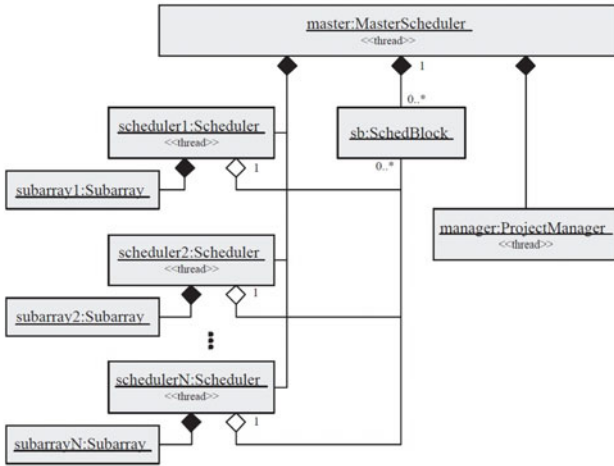 master:MasterScheduler
<<thread>>
1
0..*
scheduler1:Scheduler
<<thread>>
sb:SchedBlock
1
0..*
subarray1:Subarray
manager:ProjectManager
<<thread>>
scheduler2:Scheduler
<<thread>>
1
subarray2:Subarray
schedulerN:Scheduler
<<thread>>
1
subarrayN:Subarray